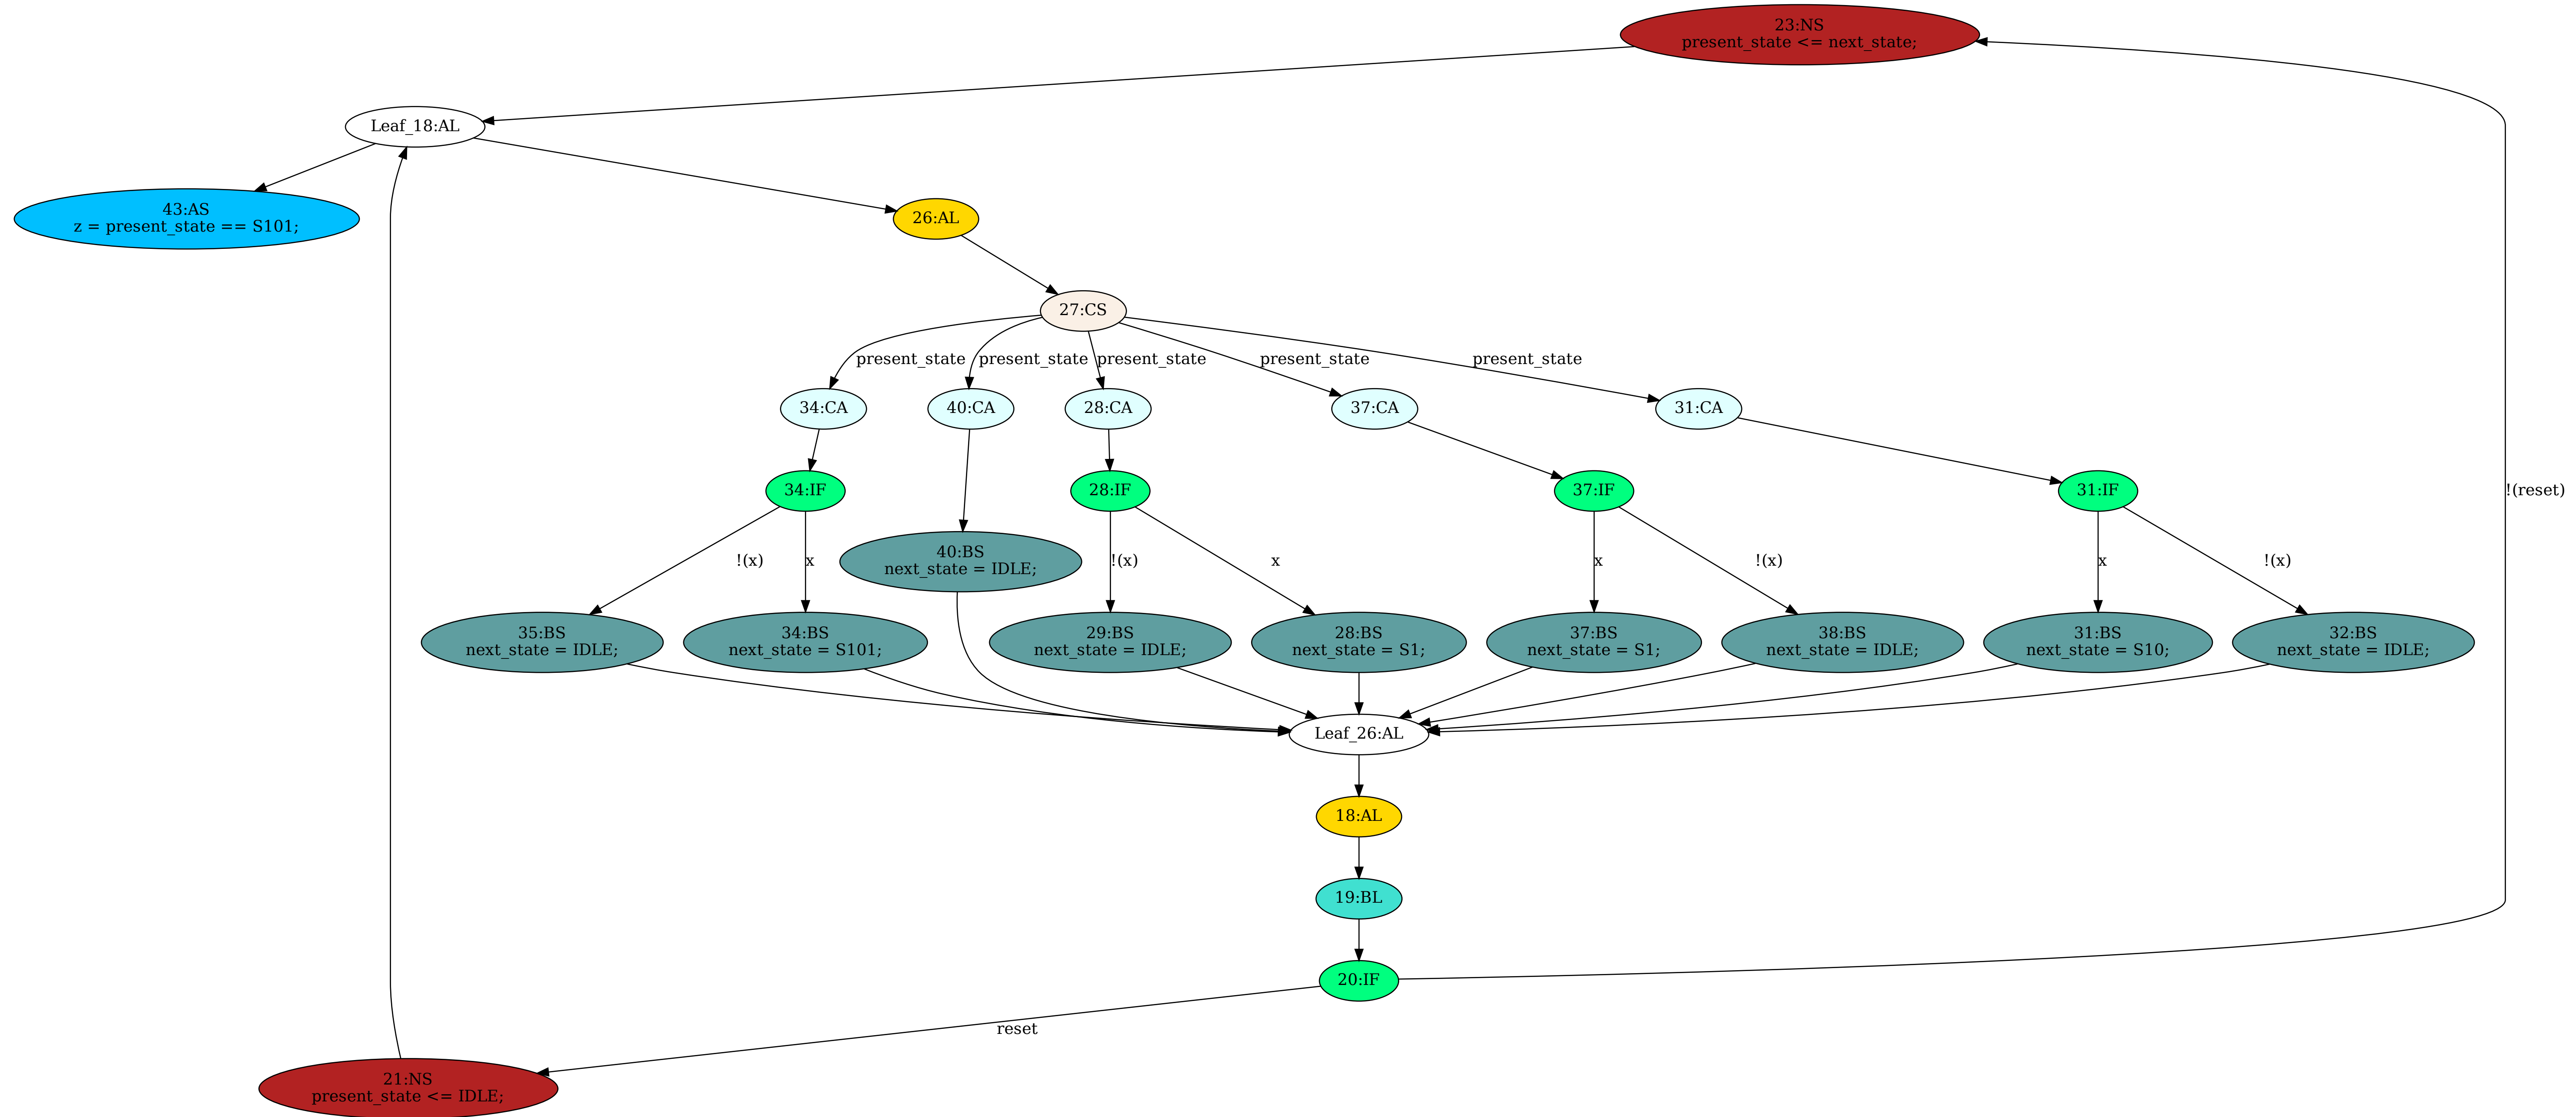 23:NS
present_state <= next_state;
Leaf_18:AL
43:AS
z = present_state == S101;
26:AL
27:CS
present_state
present_state
present_state
present_state
present_state
34:CA
40:CA
28:CA
37:CA
31:CA
34:IF
28:IF
37:IF
31:IF
!(reset)
!(x)
x
40:BS
next_state = IDLE;
!(x)
x
x
!(x)
x
!(x)
35:BS
next_state = IDLE;
34:BS
next_state = S101;
29:BS
next_state = IDLE;
28:BS
next_state = S1;
37:BS
next_state = S1;
38:BS
next_state = IDLE;
31:BS
next_state = S10;
32:BS
next_state = IDLE;
Leaf_26:AL
18:AL
19:BL
20:IF
reset
21:NS
present_state <= IDLE;